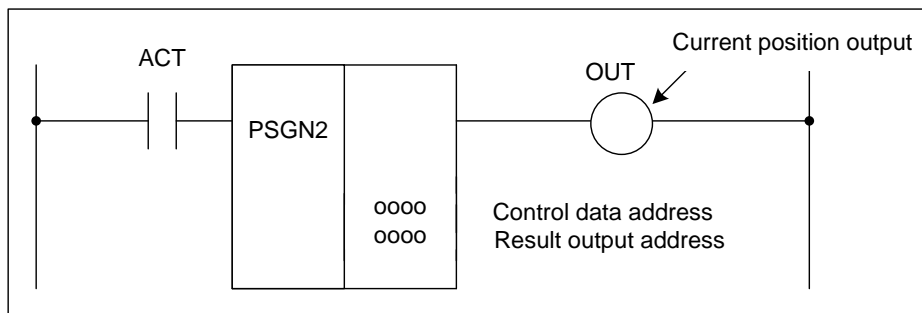 Current position output
ACT
OUT
PSGN2
oooo
oooo
Control data address
Result output address